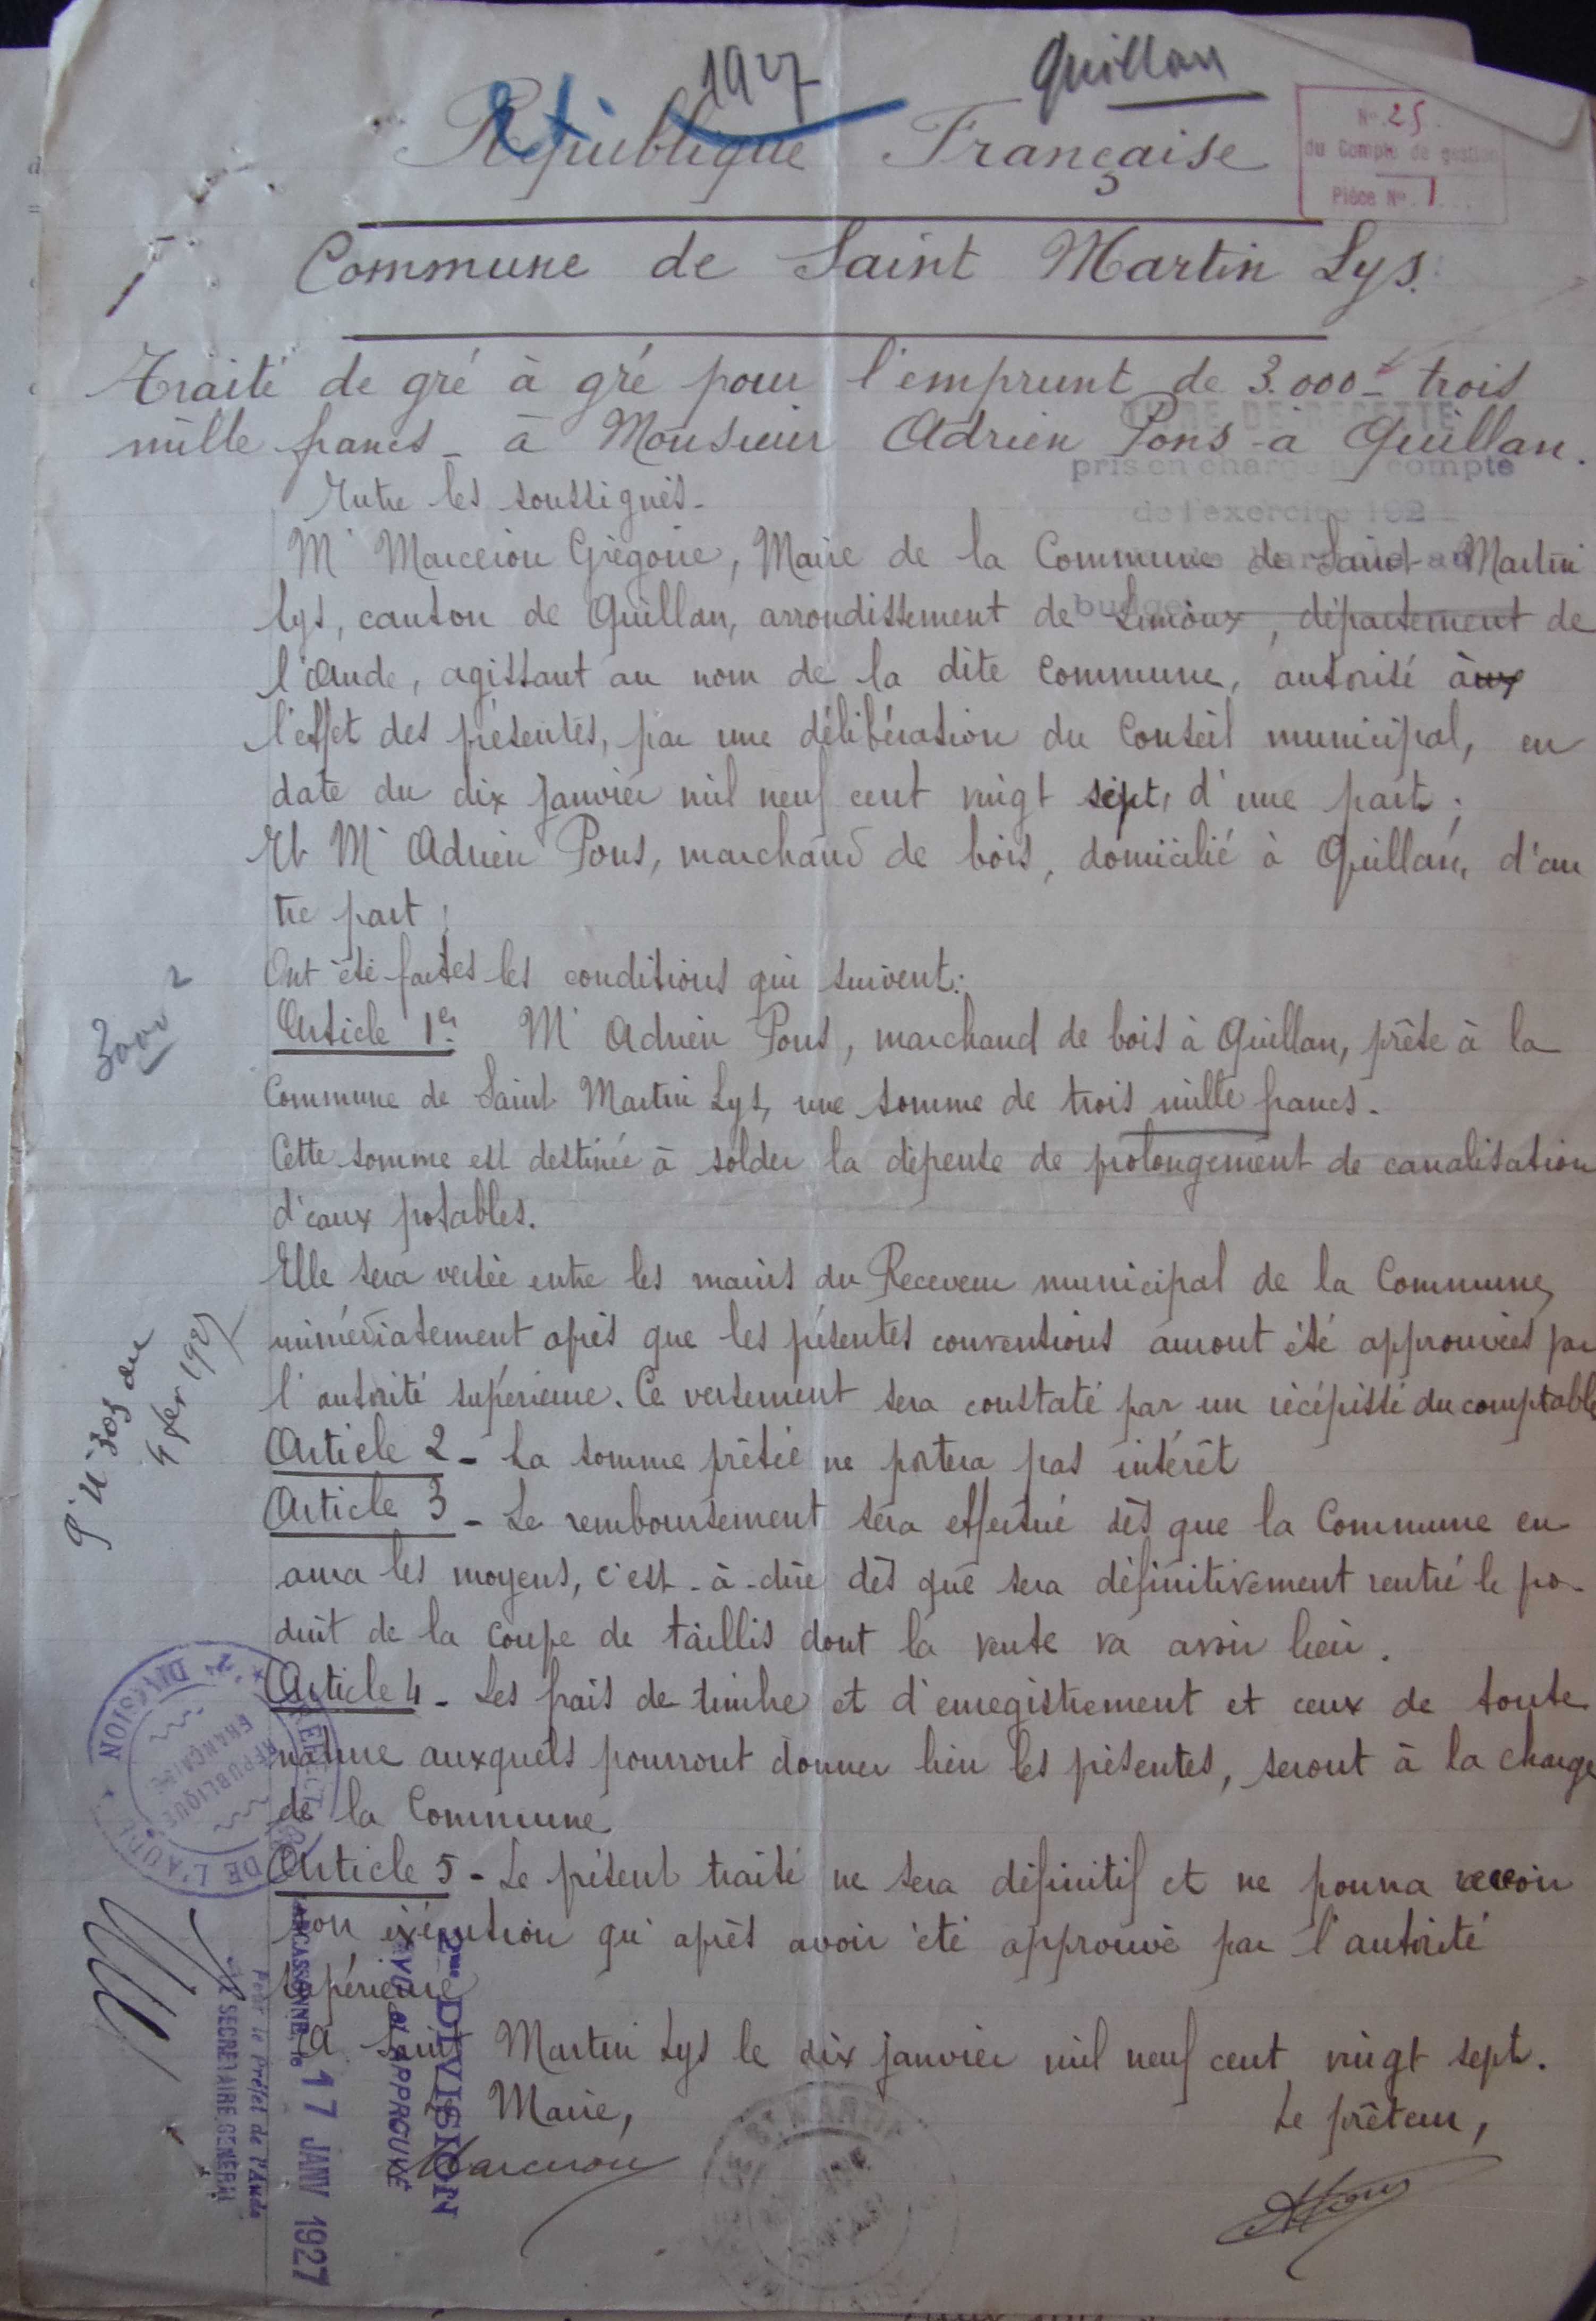 1927
Quillan
République Française
No. 25
du Compte de gestion
Pièce No. 1
Commune de Saint Martin Lys.
Traité de gré à gré pour l'emprunt de 3.000 - trois
mille francs - à Monsieur Adrien Pons à Quillan.
TITRE DE RECETTE
pris en charge compte
de l'exercice 192
Entre les soussignés.
Mr Marceron Grégoire, Maire de la Commune de Saint Martin
Lys, canton de Quillan, arrondissement de Limoux, département de
l'Aude, agissant au nom de la dite Commune, autorisé à
l'effet des présentes, par une délibération du Conseil municipal, en
date du dix janvier mil neuf cent vingt sept, d'une part ;
Et Mr Adrien Pons, marchand de bois, domicilié à Quillan, d'au
tre part ;
Ont été faites les conditions qui suivent :
Article 1er. Mr Adrien Pons, marchand de bois à Quillan, prête à la
Commune de Saint Martin Lys, une somme de trois mille francs.
Cette somme est destinée à solder la dépense de prolongement de canalisation
d'eaux potables.
Elle sera versée entre les mains du Receveur municipal de la Commune,
immédiatement après que les présentes conventions auront été approuvées par
l'autorité supérieure. Ce versement sera constaté par un récépissé du comptable
Article 2 - La somme prêtée ne portera pas intérêt
Article 3 - Le remboursement sera effectué dès que la Commune en
aura les moyens, c'est-à-dire dès que sera définitivement rentré le pro-
duit de la coupe de taillis dont la vente va avoir lieu.
Article 4 - Les frais de timbre et d'enregistrement et ceux de toute
nature auxquels pourront donner lieu les présentes, seront à la charge
de la Commune
Article 5 - Le présent traité ne sera définitif et ne pourra recevoir
son exécution qu'après avoir été approuvé par l'autorité
supérieure
A Saint Martin Lys le dix janvier mil neuf cent vingt sept.
Le Maire,
Marceron
Le prêteur,
APons
3000
4 fév 1927
PRÉFECTURE DE L'AUDE
2e DIVISION
RÉPUBLIQUE FRANÇAISE
2me DIVISION
VU et APPROUVÉ
CARCASSONNE, le 17 JANV 1927
Pour le Préfet de l'Aude
LE SECRÉTAIRE GÉNÉRAL
ST MARTIN